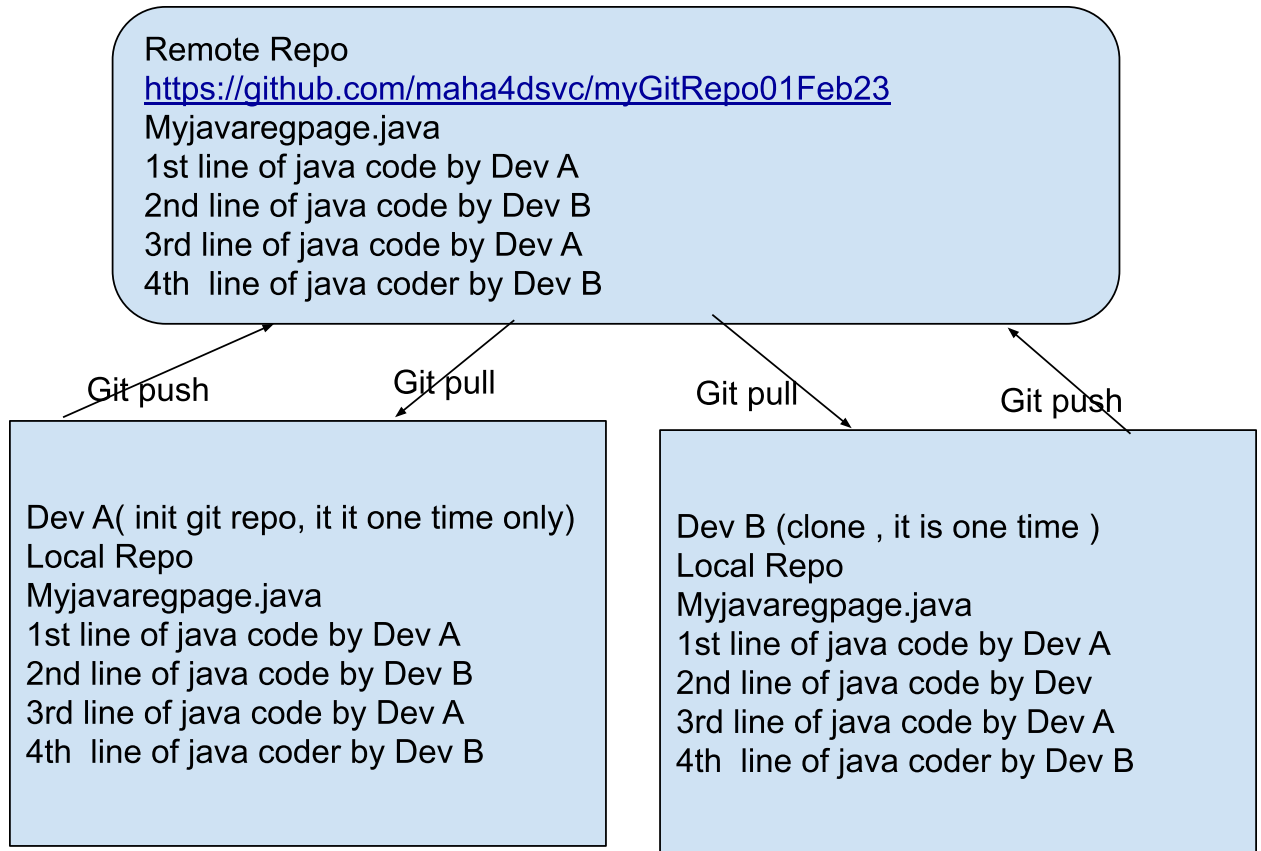 Remote Repo
https://github.com/maha4dsvc/myGitRepo01Feb23
Myjavaregpage.java
1st line of java code by Dev A
2nd line of java code by Dev B
3rd line of java code by Dev A
4th  line of java coder by Dev B
Git push
Git pull
Git pull
Git push
Dev A( init git repo, it it one time only)
Local Repo
Myjavaregpage.java
1st line of java code by Dev A
2nd line of java code by Dev B
3rd line of java code by Dev A
4th  line of java coder by Dev B
Dev B (clone , it is one time )
Local Repo
Myjavaregpage.java
1st line of java code by Dev A
2nd line of java code by Dev
3rd line of java code by Dev A
4th  line of java coder by Dev B